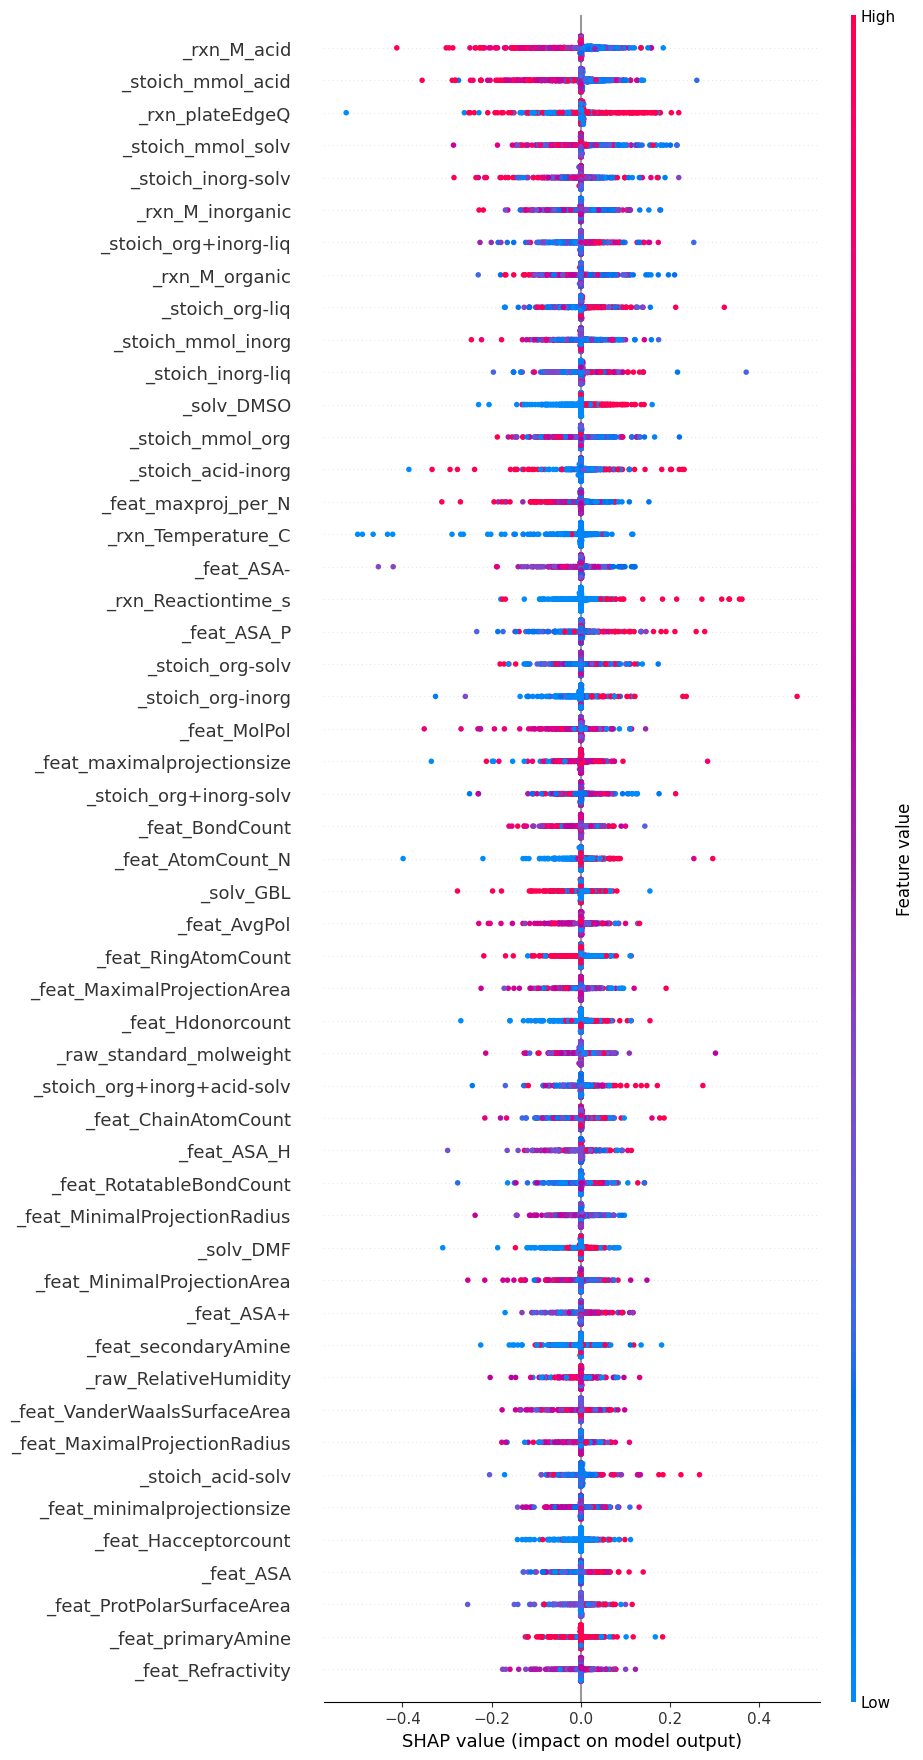 High
_rxn_M_acid
_stoich_mmol_acid
_rxn_plateEdgeQ
_stoich_mmol_solv
_stoich_inorg-solv
_rxn_M_inorganic
_stoich_org+inorg-liq
_rxn_M_organic
_stoich_org-liq
_stoich_mmol_inorg
_stoich_inorg-liq
_solv_DMSO
_stoich_mmol_org
_stoich_acid-inorg
_feat_maxproj_per_N
_rxn_Temperature_C
_feat_ASA-
_rxn_Reactiontime_s
_feat_ASA_P
_stoich_org-solv
_stoich_org-inorg
_feat_MolPol
_feat_maximalprojectionsize
_stoich_org+inorg-solv
_feat_BondCount
_feat_AtomCount_N
_solv_GBL
_feat_AvgPol
_feat_RingAtomCount
_feat_MaximalProjectionArea
_feat_Hdonorcount
_raw_standard_molweight
_stoich_org+inorg+acid-solv
_feat_ChainAtomCount
_feat_ASA_H
_feat_RotatableBondCount
_feat_MinimalProjectionRadius
_solv_DMF
_feat_MinimalProjectionArea
_feat_ASA+
_feat_secondaryAmine
_raw_RelativeHumidity
_feat_VanderWaalsSurfaceArea
_feat_MaximalProjectionRadius
_stoich_acid-solv
_feat_minimalprojectionsize
_feat_Hacceptorcount
_feat_ASA
_feat_ProtPolarSurfaceArea
_feat_primaryAmine
_feat_Refractivity
−0.4 −0.2 0.0 0.2 0.4
SHAP value (impact on model output)
Feature value
Low